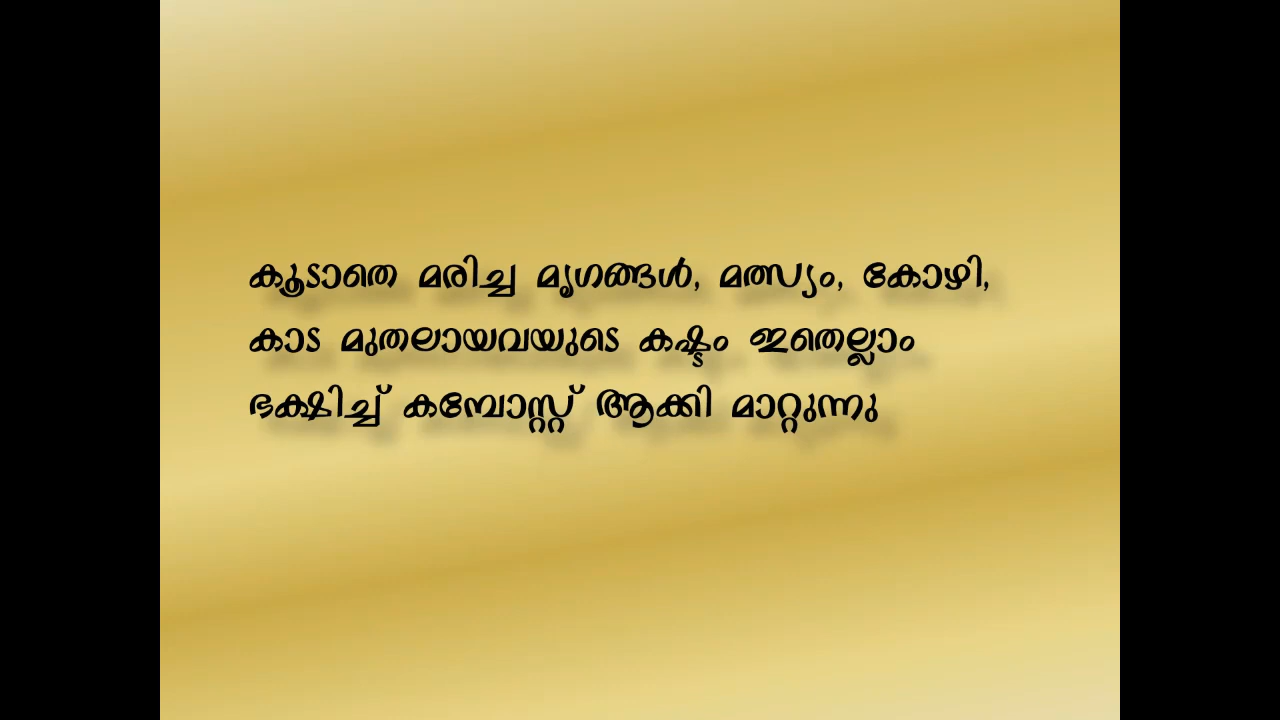 കൂടാതെ മരിച്ച മൃഗങ്ങൾ, മത്സ്യം, കോഴി,
കാട മുതലായവയുടെ കഷ്ടം ഇതെല്ലാം
ഭക്ഷിച്ച് കമ്പോസ്റ്റ് ആക്കി മാറ്റുന്നു